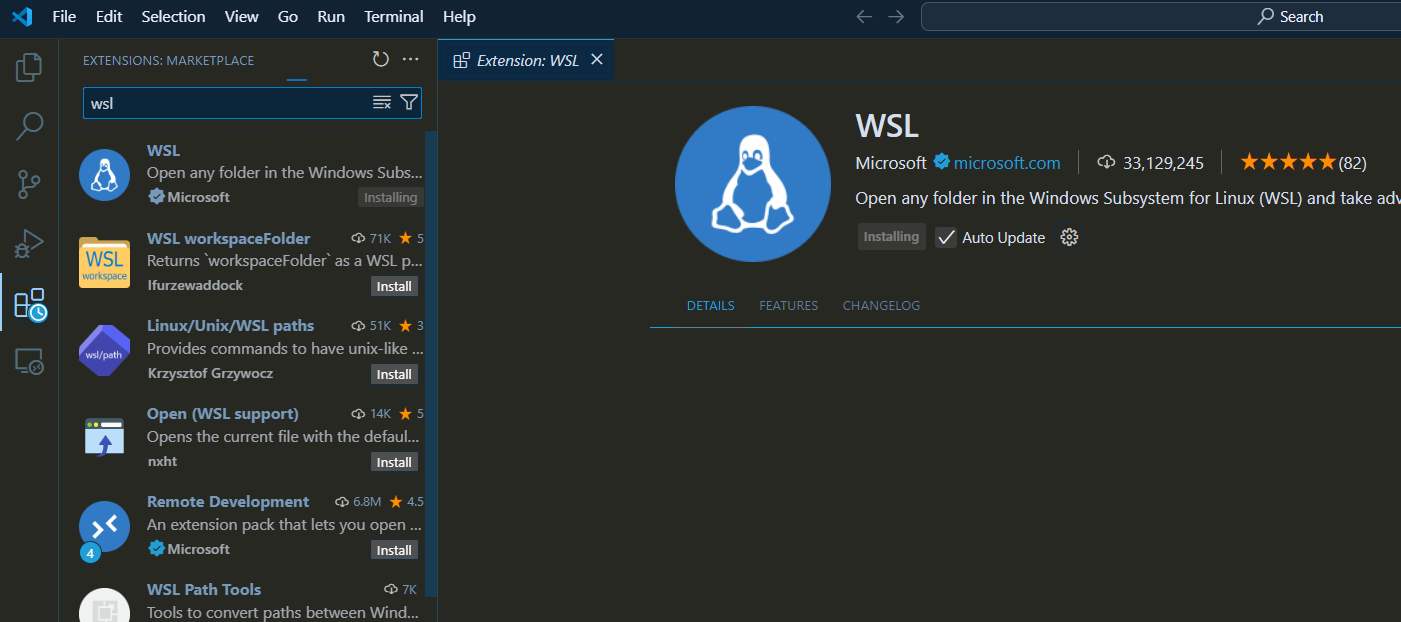 File Edit Selection View Go Run Terminal Help
Search
EXTENSIONS: MARKETPLACE
wsl
WSL
Open any folder in the Windows Subs...
Microsoft
Installing
WSL workspaceFolder 71K 5
Returns `workspaceFolder` as a WSL p...
lfurzewaddock
Install
WSL
workspace
Linux/Unix/WSL paths 51K 3
Provides commands to have unix-like ...
Krzysztof Grzywocz
Install
wsl/path
Open (WSL support) 14K 5
Opens the current file with the defaul...
nxht
Install
Remote Development 6.8M 4.5
An extension pack that lets you open ...
Microsoft
Install
4
WSL Path Tools 7K
Tools to convert paths between Wind...
Extension: WSL
WSL
Microsoft microsoft.com 33,129,245 (82)
Open any folder in the Windows Subsystem for Linux (WSL) and take adv
Installing Auto Update
DETAILS FEATURES CHANGELOG